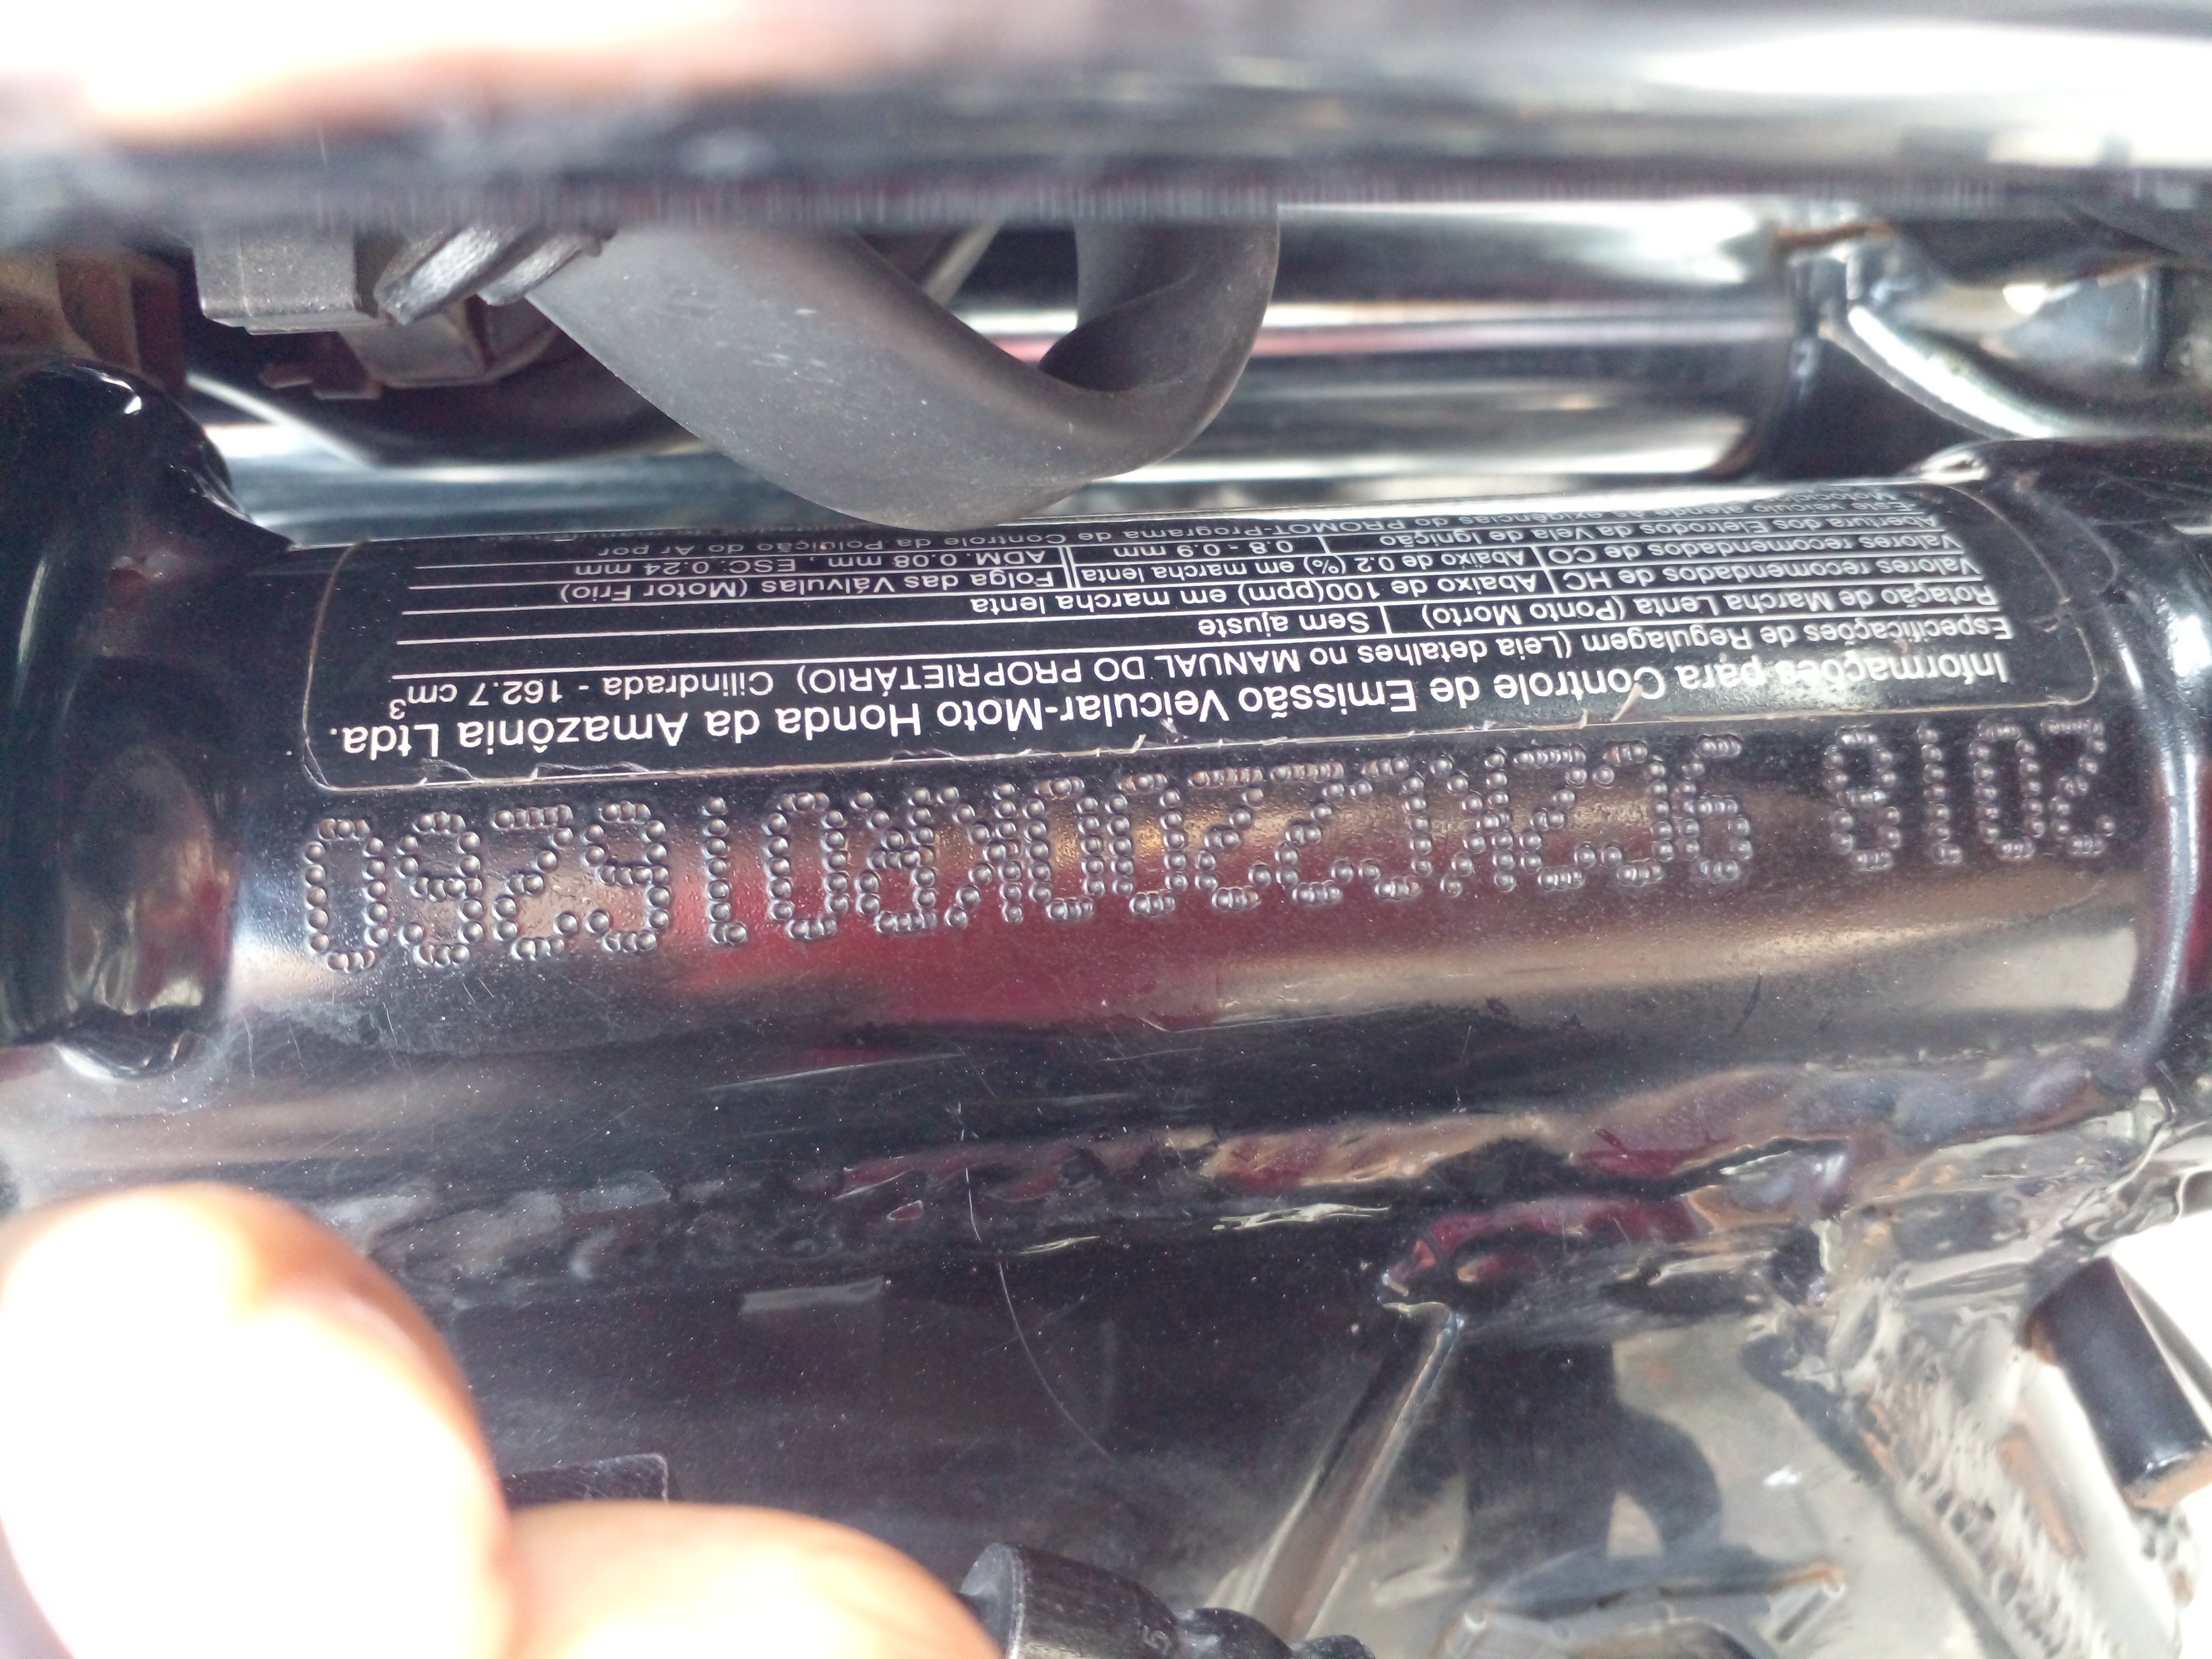 2018 9C2KC2200KR016260
Informações para Controle de Emissão Veicular-Moto Honda da Amazônia Ltda.
Especificações de Regulagem (Leia detalhes no MANUAL DO PROPRIETÁRIO) Cilindrada - 162.7 cm³
Rotação de Marcha Lenta (Ponto Morto) Sem ajuste
Valores recomendados de HC Abaixo de 100(ppm) em marcha lenta
Valores recomendados de CO Abaixo de 0.2 (%) em marcha lenta Folga das Válvulas (Motor Frio)
Abertura dos Eletrodos da Vela de Ignição 0.8 - 0.9 mm ADM. 0.08 mm , ESC. 0.24 mm
Este veículo atende às exigências do PROMOT-Programa de Controle da Poluição do Ar por